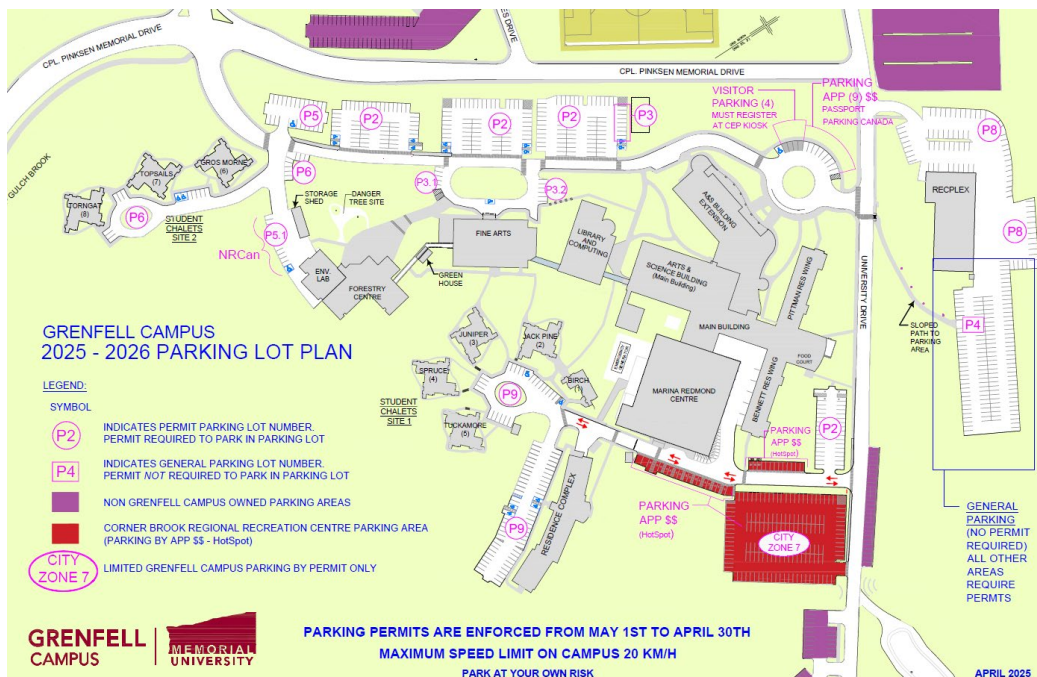 CPL. PINKSEN MEMORIAL DRIVE
CPL. PINKSEN MEMORIAL DRIVE
GULCH BROOK
P5
P2
P2
P2
P3
VISITOR
PARKING (4)
MUST REGISTER
AT CEP KIOSK
PARKING
APP (9) $$
PASSPORT
PARKING CANADA
P8
RECPLEX
P8
GROS MORNE
(6)
TOPSAILS
(7)
TORNGAT
(8)
P6
STUDENT
CHALETS
SITE 2
P6
STORAGE
SHED
DANGER
TREE SITE
P5.1
NRCan
ENV.
LAB
FORESTRY
CENTRE
GREEN
HOUSE
P3.1
P3.2
FINE ARTS
LIBRARY
AND
COMPUTING
A&S BUILDING
EXTENSION
ARTS &
SCIENCE BUILDING
(Main Building)
PITTMAN RES WING
MAIN BUILDING
FOOD
COURT
BENNETT RES WING
MARINA REDMOND
CENTRE
UNIVERSITY DRIVE
SLOPED
PATH TO
PARKING
AREA
P4
JUNIPER
(3)
JACK PINE
(2)
SPRUCE
(4)
BIRCH
TUCKAMORE
(5)
P9
STUDENT
CHALETS
SITE 1
P9
RESIDENCE COMPLEX
P2
PARKING
APP $$
(HotSpot)
PARKING
APP $$
(HotSpot)
CITY
ZONE 7
GENERAL
PARKING
(NO PERMIT
REQUIRED)
ALL OTHER
AREAS
REQUIRE
PERMTS
GRENFELL CAMPUS
2025 - 2026 PARKING LOT PLAN
LEGEND:
SYMBOL
P2
INDICATES PERMIT PARKING LOT NUMBER.
PERMIT REQUIRED TO PARK IN PARKING LOT
P4
INDICATES GENERAL PARKING LOT NUMBER.
PERMIT NOT REQUIRED TO PARK IN PARKING LOT
NON GRENFELL CAMPUS OWNED PARKING AREAS
CORNER BROOK REGIONAL RECREATION CENTRE PARKING AREA
(PARKING BY APP $$ - HotSpot)
CITY
ZONE 7
LIMITED GRENFELL CAMPUS PARKING BY PERMIT ONLY
GRENFELL
CAMPUS
MEMORIAL
UNIVERSITY
PARKING PERMITS ARE ENFORCED FROM MAY 1ST TO APRIL 30TH
MAXIMUM SPEED LIMIT ON CAMPUS 20 KM/H
PARK AT YOUR OWN RISK
APRIL 2025